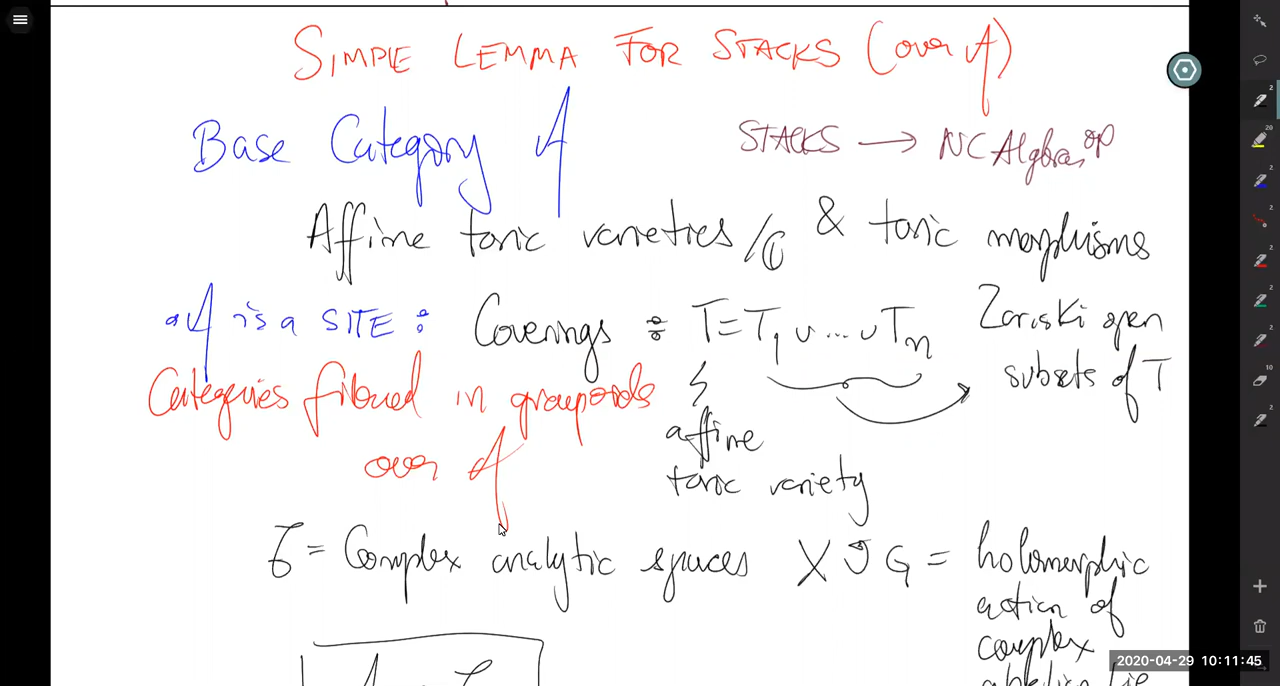 SIMPLE LEMMA FOR STACKS (over A)
Base Category A
STACKS → NC Algbras^op
Affine toric varieties /ℂ & toric morphisms
• A is a SITE : Coverings : T = T₁ ∪ ... ∪ Tₙ Zariski open
subsets of T
Categories fibred in groupoids
over A
affine
toric variety
= Complex analytic spaces X G = holomorphic
action of
complex
2020-04-29 10:11:45